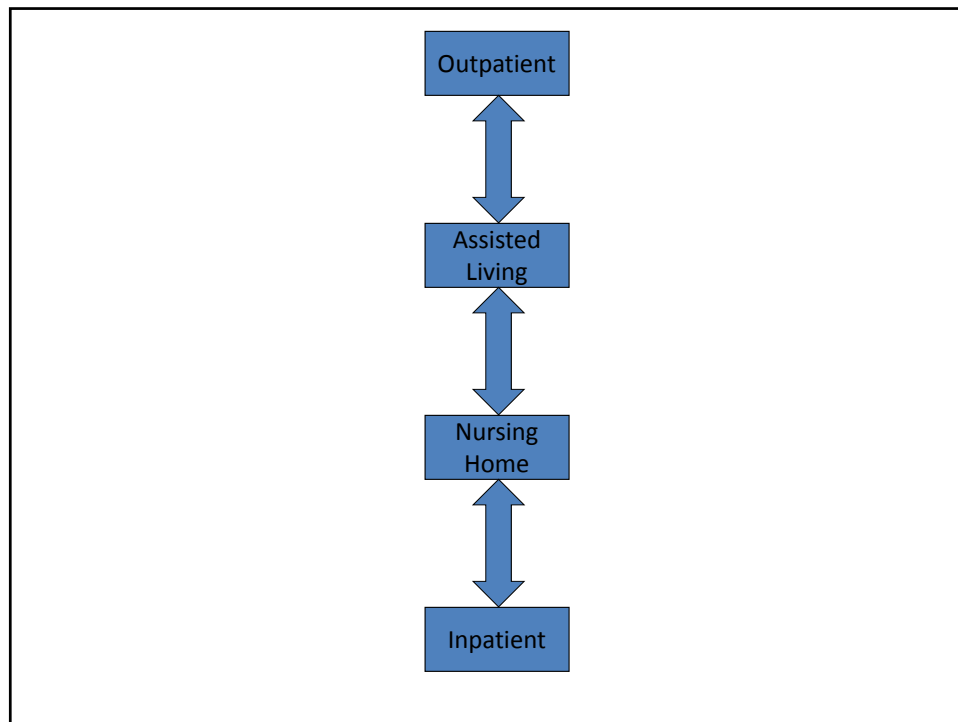 Outpatient
Assisted
Living
Nursing
Home
Inpatient